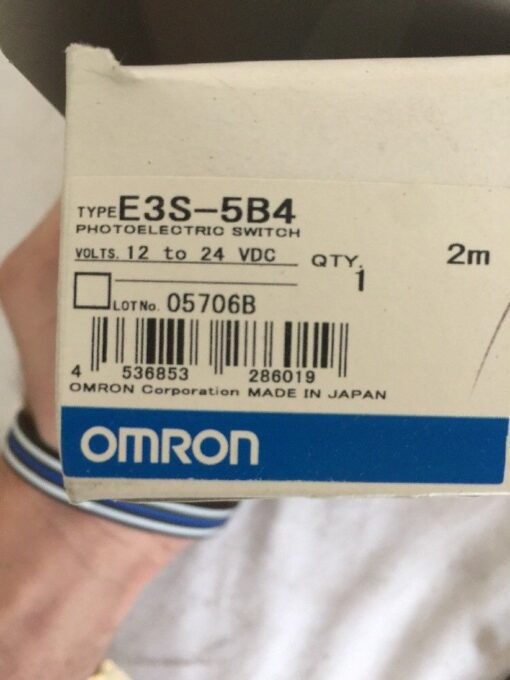 TYPE E3S-5B4
PHOTOELECTRIC SWITCH
VOLTS. 12 to 24 VDC QTY. 1 2m
LOT No. 05706B
4 536853 286019
OMRON Corporation MADE IN JAPAN
OMRON